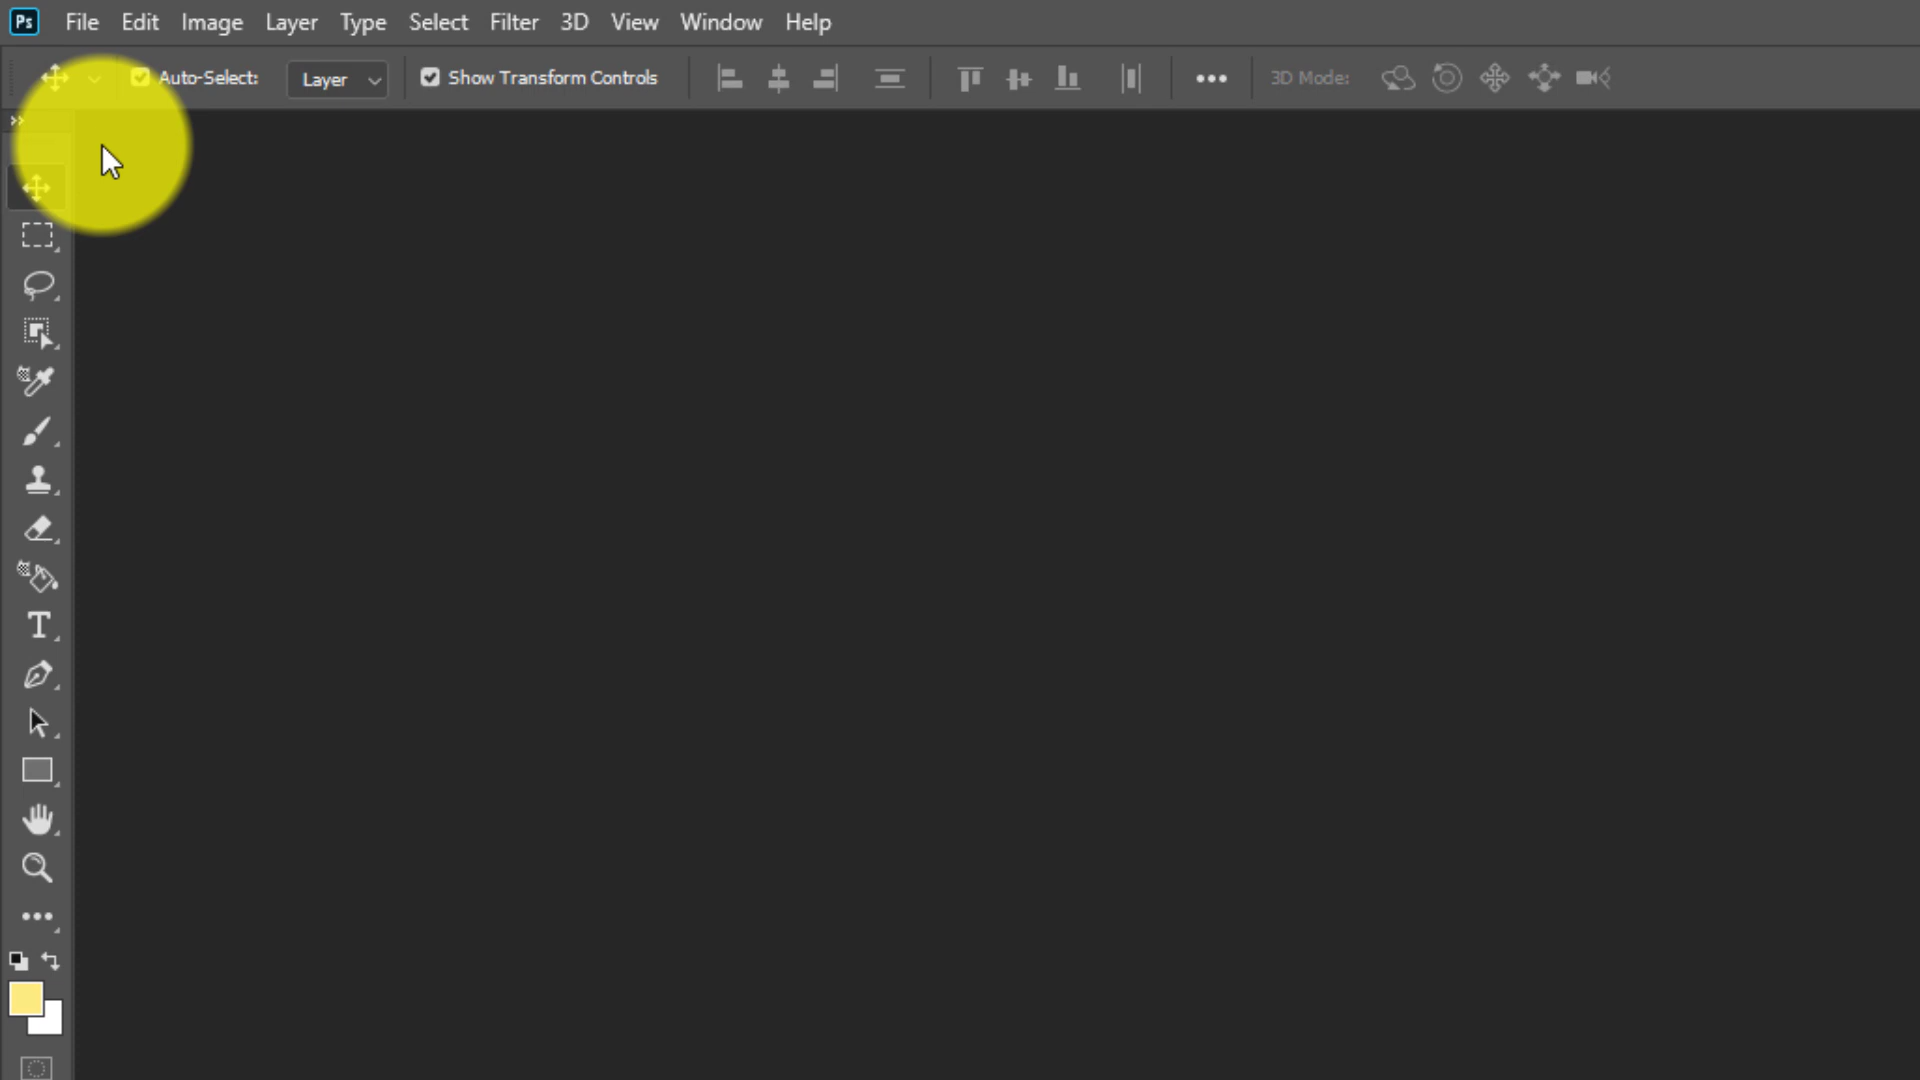 Ps File Edit Image Layer Type Select Filter 3D View Window Help
Auto-Select: Layer Show Transform Controls 3D Mode: